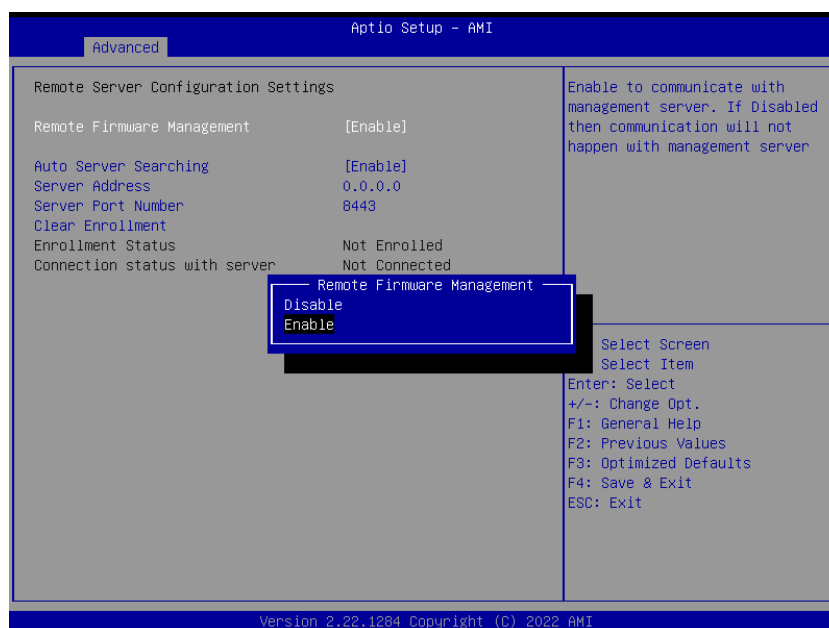 Aptio Setup – AMI
Advanced
Remote Server Configuration Settings
Remote Firmware Management [Enable]
Auto Server Searching [Enable]
Server Address 0.0.0.0
Server Port Number 8443
Clear Enrollment
Enrollment Status Not Enrolled
Connection status with server Not Connected
Remote Firmware Management
Disable
Enable
Enable to communicate with
management server. If Disabled
then communication will not
happen with management server
Select Screen
Select Item
Enter: Select
+/-: Change Opt.
F1: General Help
F2: Previous Values
F3: Optimized Defaults
F4: Save & Exit
ESC: Exit
Version 2.22.1284 Copyright (C) 2022 AMI